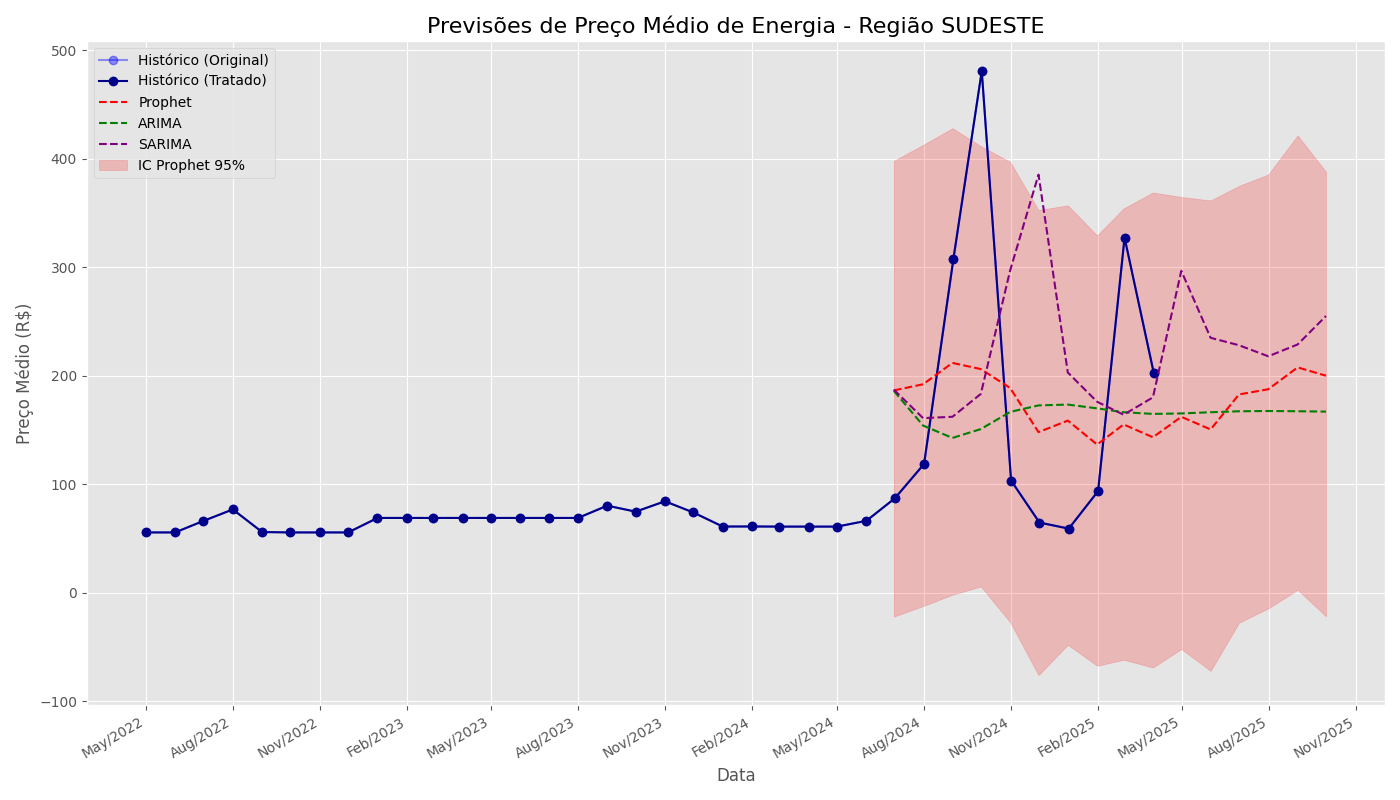 Previsões de Preço Médio de Energia - Região SUDESTE
Histórico (Original)
Histórico (Tratado)
Prophet
ARIMA
SARIMA
IC Prophet 95%
Preço Médio (R$)
500
400
300
200
100
0
−100
May/2022
Aug/2022
Nov/2022
Feb/2023
May/2023
Aug/2023
Nov/2023
Feb/2024
May/2024
Aug/2024
Nov/2024
Feb/2025
May/2025
Aug/2025
Nov/2025
Data